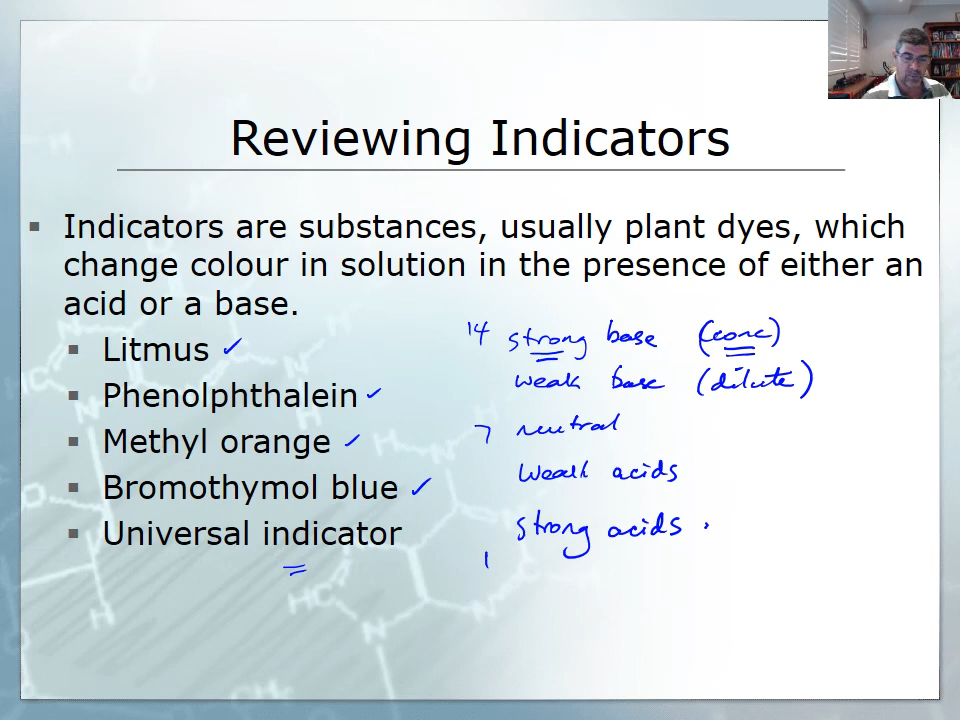 Reviewing Indicators
Indicators are substances, usually plant dyes, which
change colour in solution in the presence of either an
acid or a base.
Litmus ✓
Phenolphthalein ✓
Methyl orange ✓
Bromothymol blue ✓
Universal indicator
14 strong base (conc)
weak base (dilute)
7 neutral
weak acids
strong acids
1